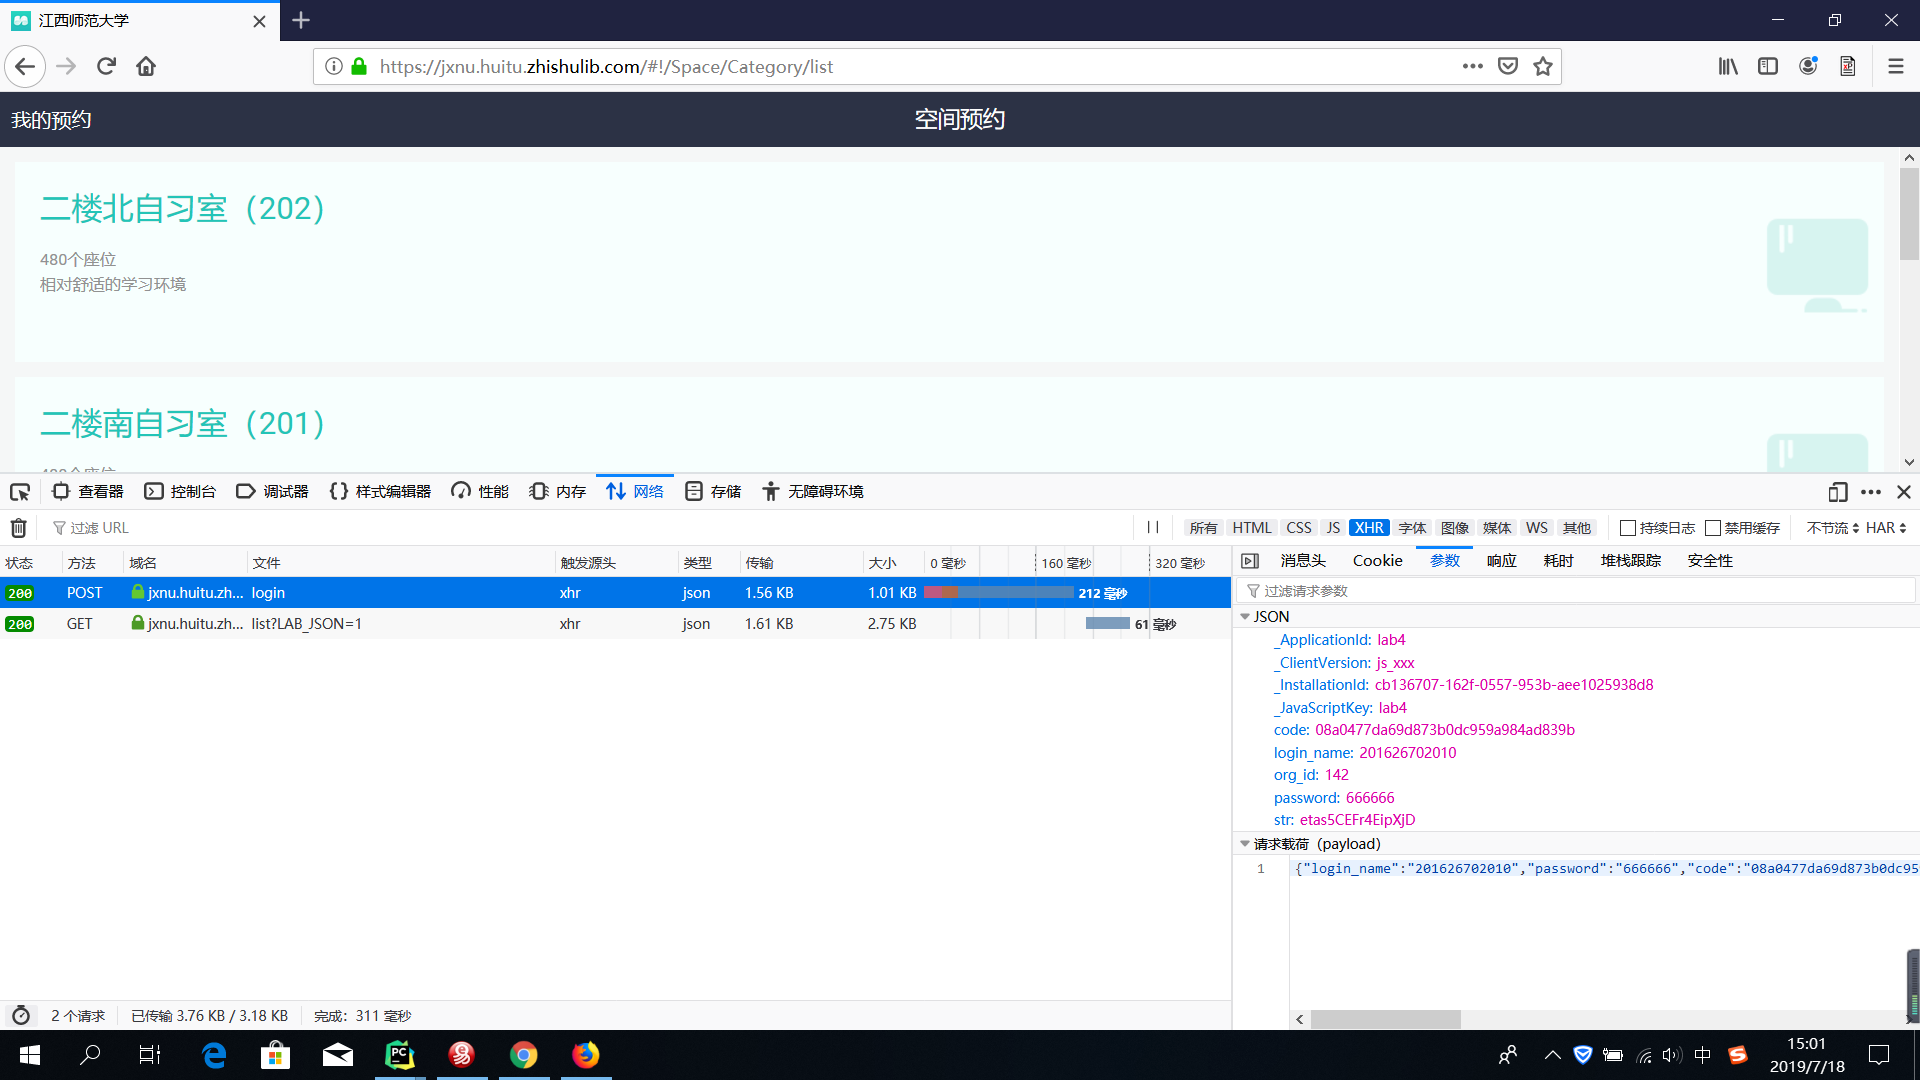 江西师范大学
https://jxnu.huitu.zhishulib.com/#!/Space/Category/list
我的预约
空间预约
二楼北自习室（202）
480个座位
相对舒适的学习环境
二楼南自习室（201）
查看器 控制台 调试器 样式编辑器 性能 内存 网络 存储 无障碍环境
过滤 URL
所有 HTML CSS JS XHR 字体 图像 媒体 WS 其他 持续日志 禁用缓存 不节流 HAR
状态 方法 域名 文件 触发源头 类型 传输 大小 0 毫秒 160 毫秒 320 毫秒
200 POST jxnu.huitu.zh... login xhr json 1.56 KB 1.01 KB 212 毫秒
200 GET jxnu.huitu.zh... list?LAB_JSON=1 xhr json 1.61 KB 2.75 KB 61 毫秒
消息头 Cookie 参数 响应 耗时 堆栈跟踪 安全性
过滤请求参数
JSON
_ApplicationId: lab4
_ClientVersion: js_xxx
_InstallationId: cb136707-162f-0557-953b-aee1025938d8
_JavaScriptKey: lab4
code: 08a0477da69d873b0dc959a984ad839b
login_name: 201626702010
org_id: 142
password: 666666
str: etas5CEFr4EipXjD
请求载荷（payload）
1 {"login_name":"201626702010","password":"666666","code":"08a0477da69d873b0dc95
2 个请求 已传输 3.76 KB / 3.18 KB 完成：311 毫秒
中
15:01
2019/7/18